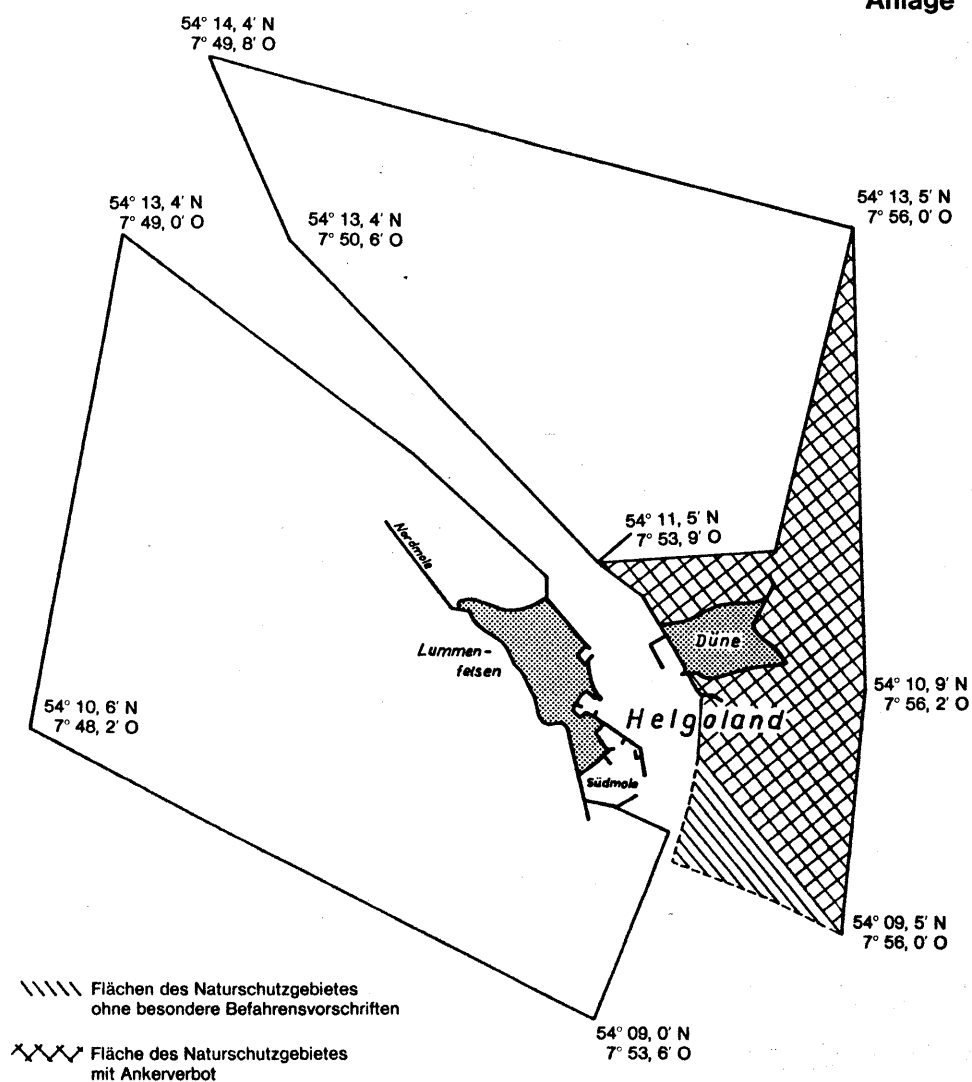 Anlage
54° 14, 4' N
7° 49, 8' O
54° 13, 5' N
7° 56, 0' O
54° 13, 4' N
7° 49, 0' O
54° 13, 4' N
7° 50, 6' O
54° 11, 5' N
7° 53, 9' O
Nordmole
Lummen-
felsen
Düne
54° 10, 9' N
7° 56, 2' O
54° 10, 6' N
7° 48, 2' O
Helgoland
Südmole
54° 09, 5' N
7° 56, 0' O
Flächen des Naturschutzgebietes
ohne besondere Befahrensvorschriften
54° 09, 0' N
7° 53, 6' O
Fläche des Naturschutzgebietes
mit Ankerverbot